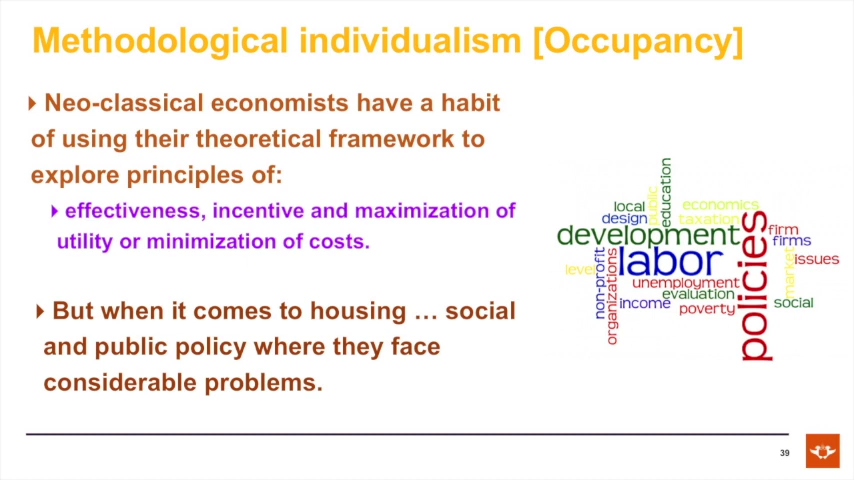 Methodological individualism [Occupancy]
Neo-classical economists have a habit
of using their theoretical framework to
explore principles of:
effectiveness, incentive and maximization of
utility or minimization of costs.
But when it comes to housing … social
and public policy where they face
considerable problems.
education
public
local
economics
design
taxation
development
policies
firm
firms
labor
non-profit
organizations
level
market
issues
unemployment
evaluation
income
poverty
social
39